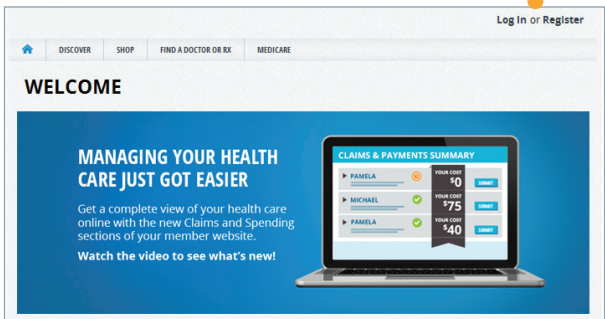 Log In or Register
DISCOVER SHOP FIND A DOCTOR OR RX MEDICARE
WELCOME
MANAGING YOUR HEALTH
CARE JUST GOT EASIER
Get a complete view of your health care
online with the new Claims and Spending
sections of your member website.
Watch the video to see what's new!
CLAIMS & PAYMENTS SUMMARY
PAMELA YOUR COST
$0 SUBMIT
MICHAEL YOUR COST
$75 SUBMIT
PAMELA YOUR COST
$40 SUBMIT